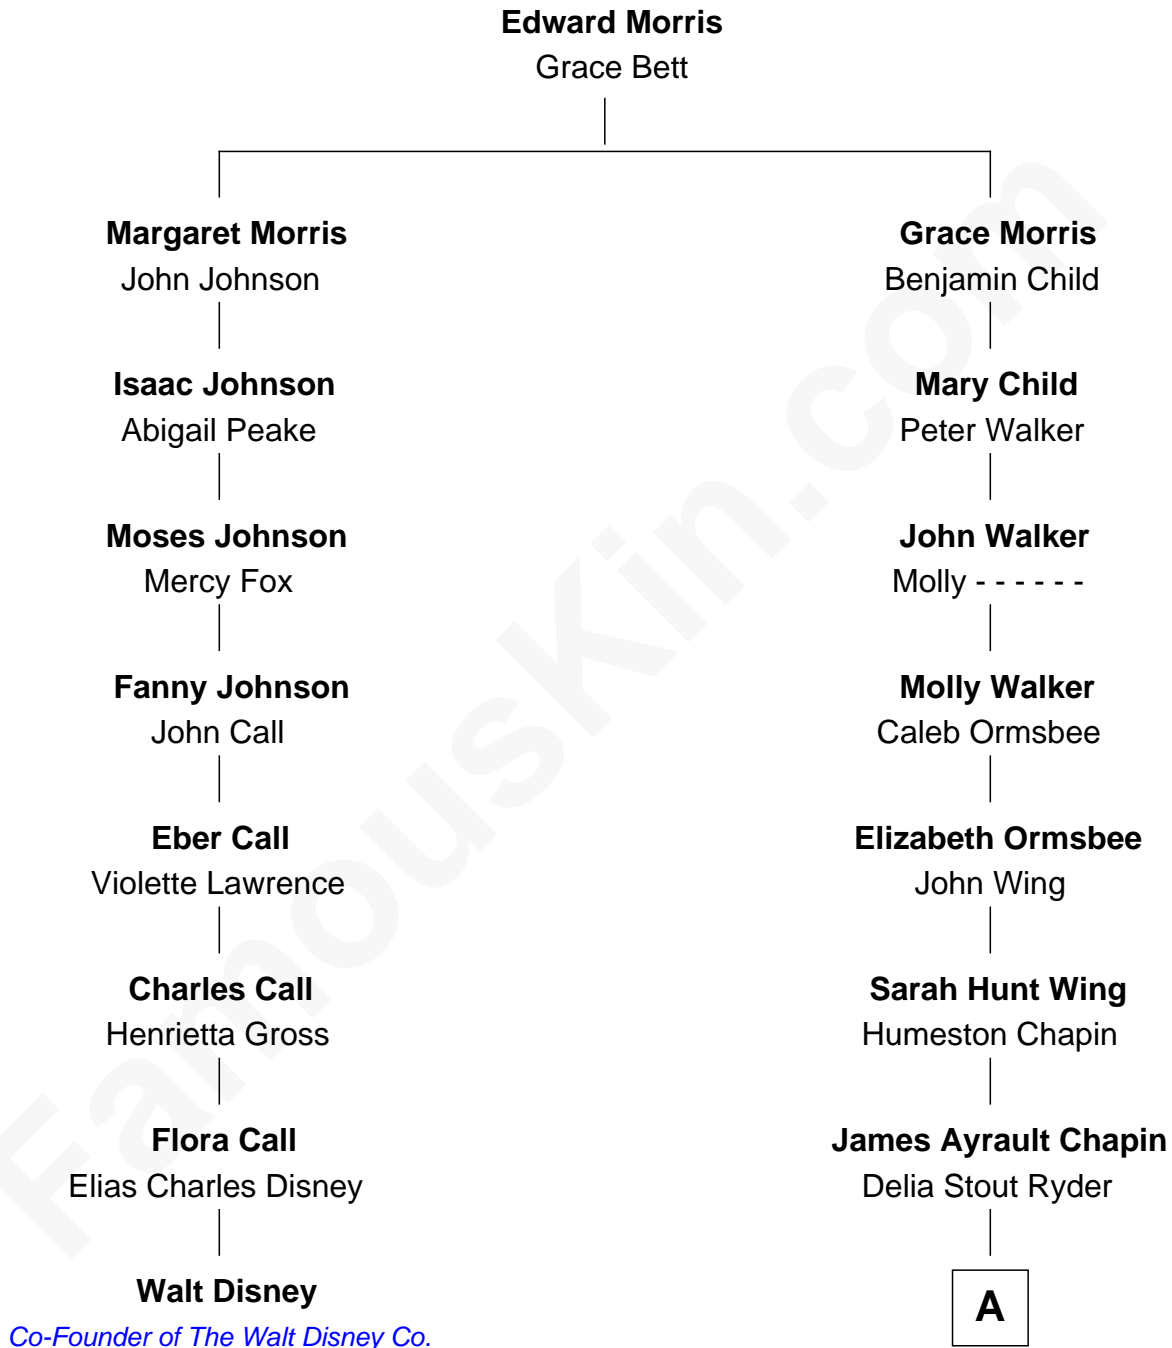 Edward Morris
Grace Bett
Margaret Morris
John Johnson
Isaac Johnson
Abigail Peake
Moses Johnson
Mercy Fox
Fanny Johnson
John Call
Eber Call
Violette Lawrence
Charles Call
Henrietta Gross
Flora Call
Elias Charles Disney
Walt Disney
Co-Founder of The Walt Disney Co.
Grace Morris
Benjamin Child
Mary Child
Peter Walker
John Walker
Molly - - - - - -
Molly Walker
Caleb Ormsbee
Elizabeth Ormsbee
John Wing
Sarah Hunt Wing
Humeston Chapin
James Ayrault Chapin
Delia Stout Ryder
A
FamousKin.com